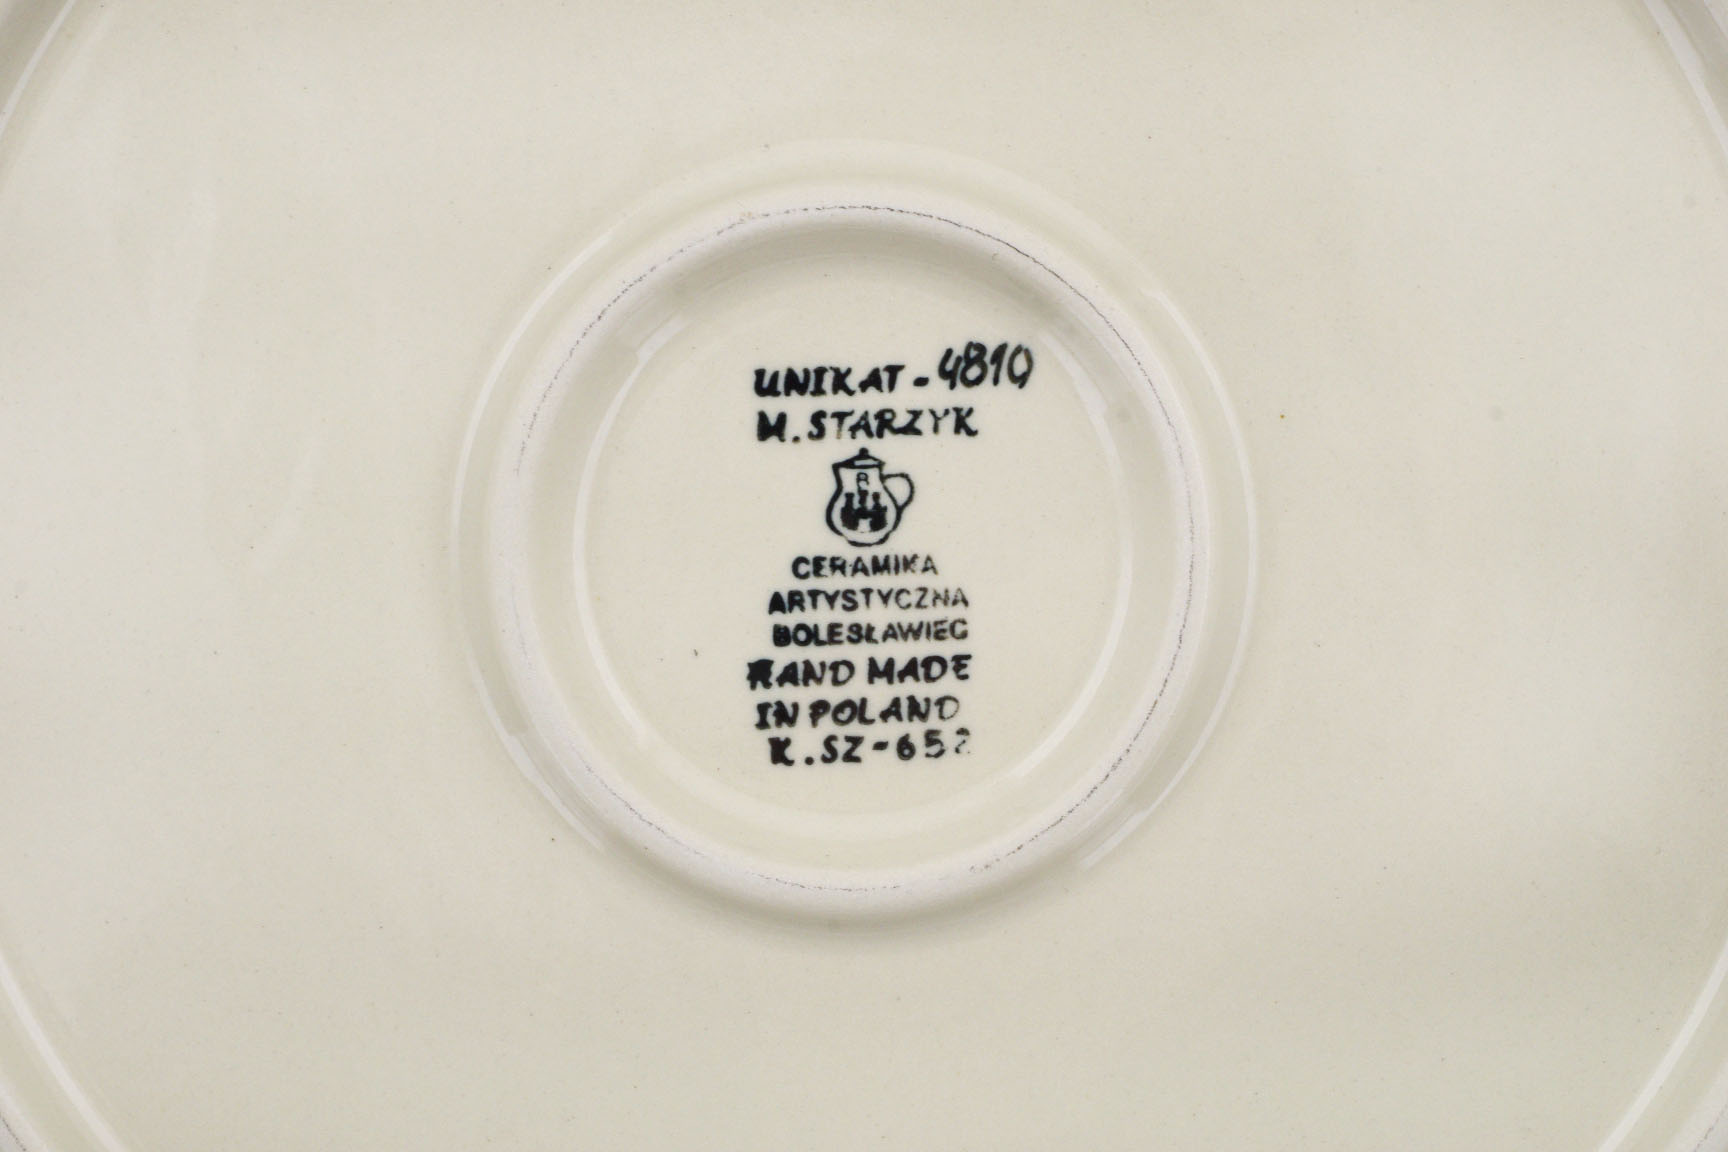 UNIKAT - 4810
M. STARZYK
CERAMIKA
ARTYSTYCZNA
BOLESŁAWIEC
HAND MADE
IN POLAND
K. SZ - 652